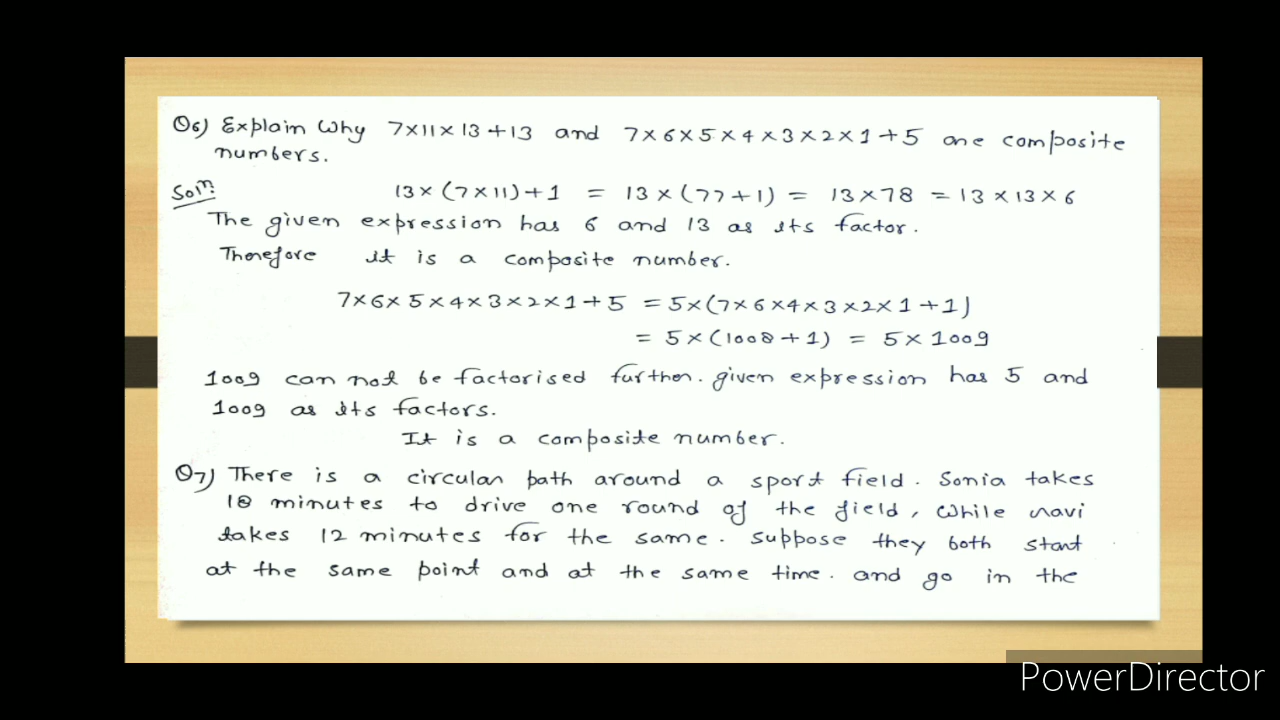 Q6) Explain Why 7×11×13+13 and 7×6×5×4×3×2×1+5 are composite
numbers.
Soln 13×(7×11)+1 = 13×(77+1) = 13×78 = 13×13×6
The given expression has 6 and 13 as its factor.
Therefore it is a composite number.
7×6×5×4×3×2×1+5 = 5×(7×6×4×3×2×1+1)
= 5×(1008+1) = 5×1009
1009 can not be factorised further. given expression has 5 and
1009 as its factors.
It is a composite number.
Q7) There is a circular path around a sport field. Sonia takes
18 minutes to drive one round of the field, While navi
takes 12 minutes for the same. Suppose they both start
at the same point and at the same time. and go in the
PowerDirector